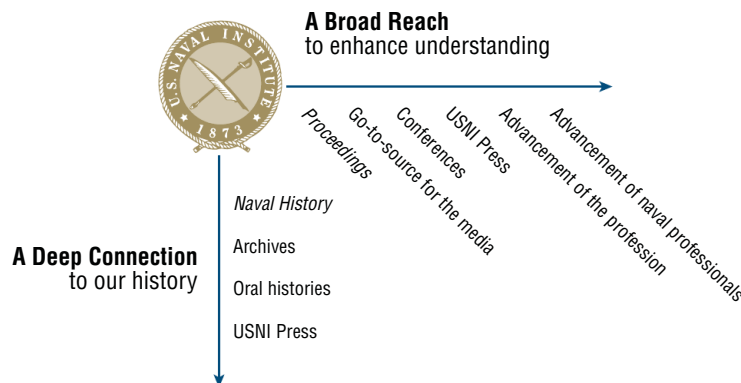 A Broad Reach
to enhance understanding
U.S. NAVAL INSTITUTE
1873
Proceedings
Go-to-source for the media
Conferences
USNI Press
Advancement of the profession
Advancement of naval professionals
Naval History
Archives
A Deep Connection
to our history
Oral histories
USNI Press